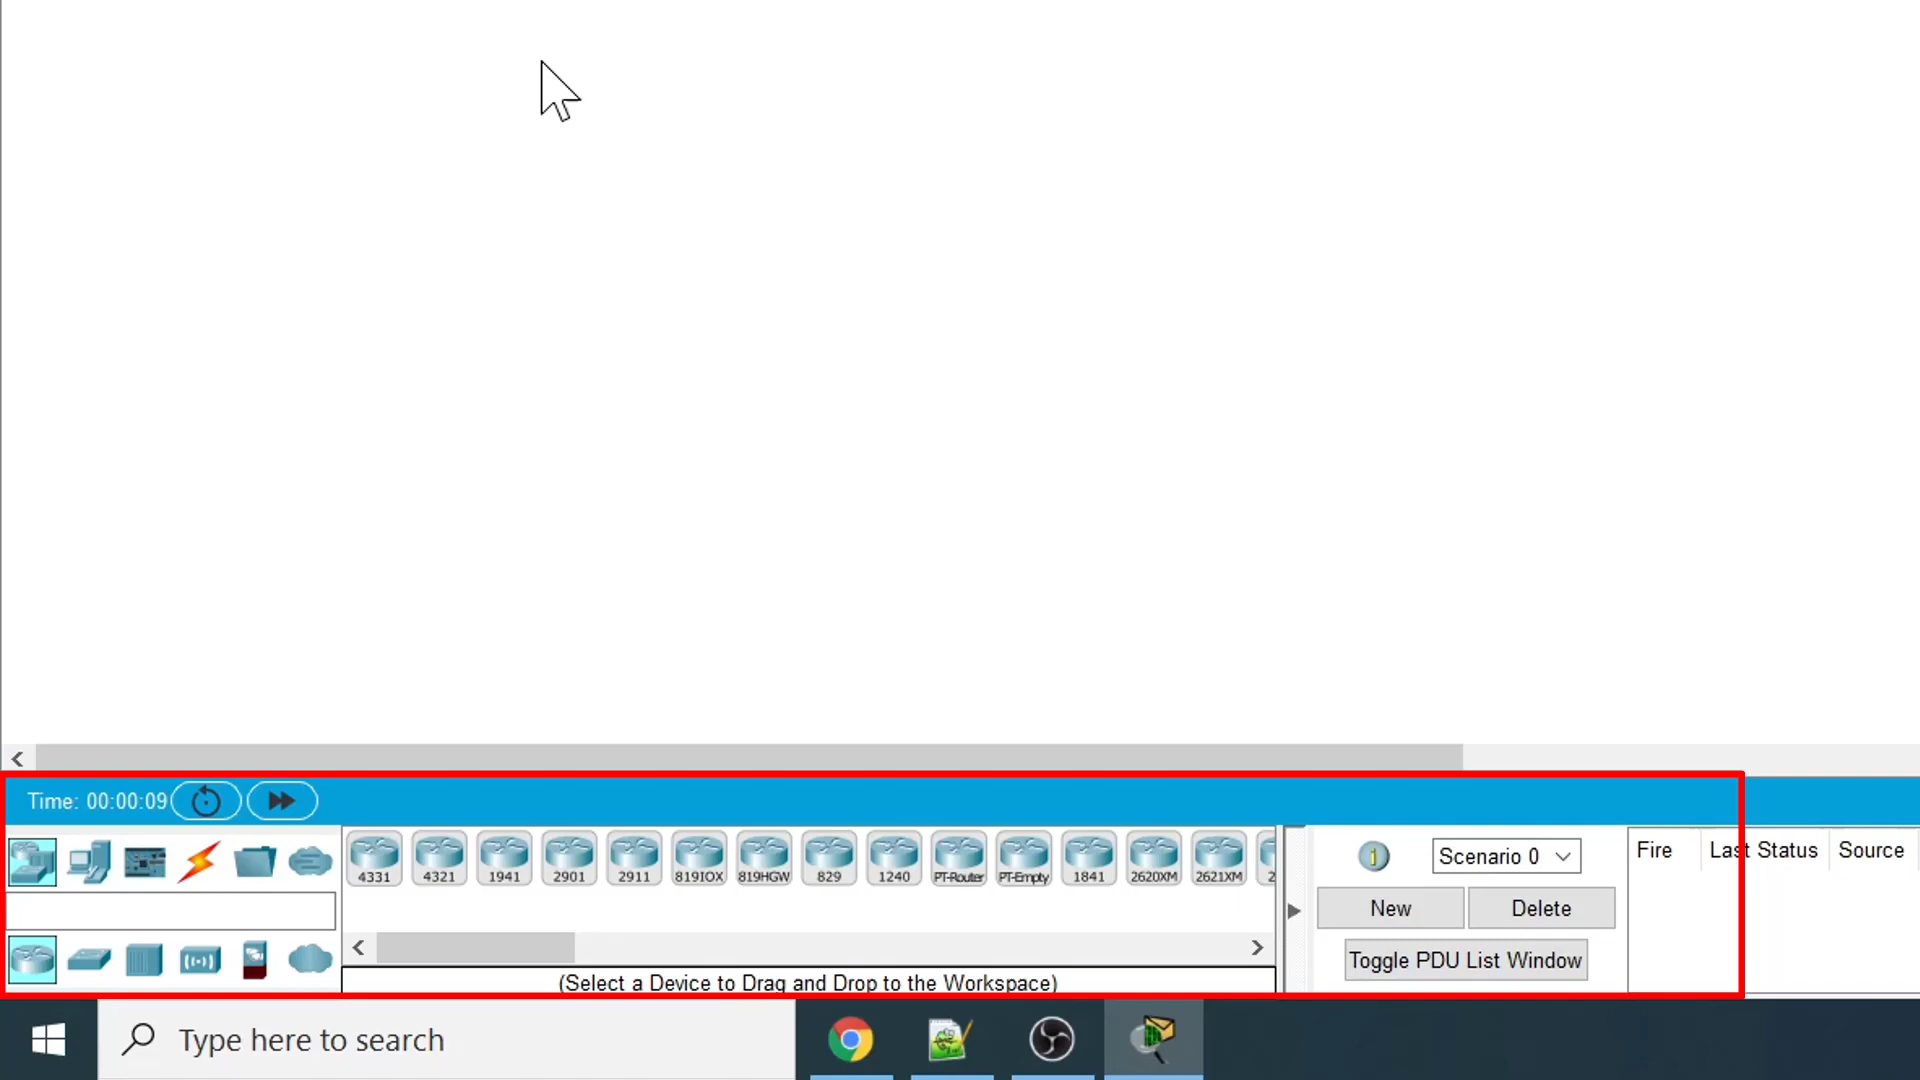 Time: 00:00:09
4331 4321 1941 2901 2911 819IOX 819HGW 829 1240 PT-Router PT-Empty 1841 2620XM 2621XM 2
Scenario 0
Fire Last Status Source
New Delete
Toggle PDU List Window
(Select a Device to Drag and Drop to the Workspace)
Type here to search